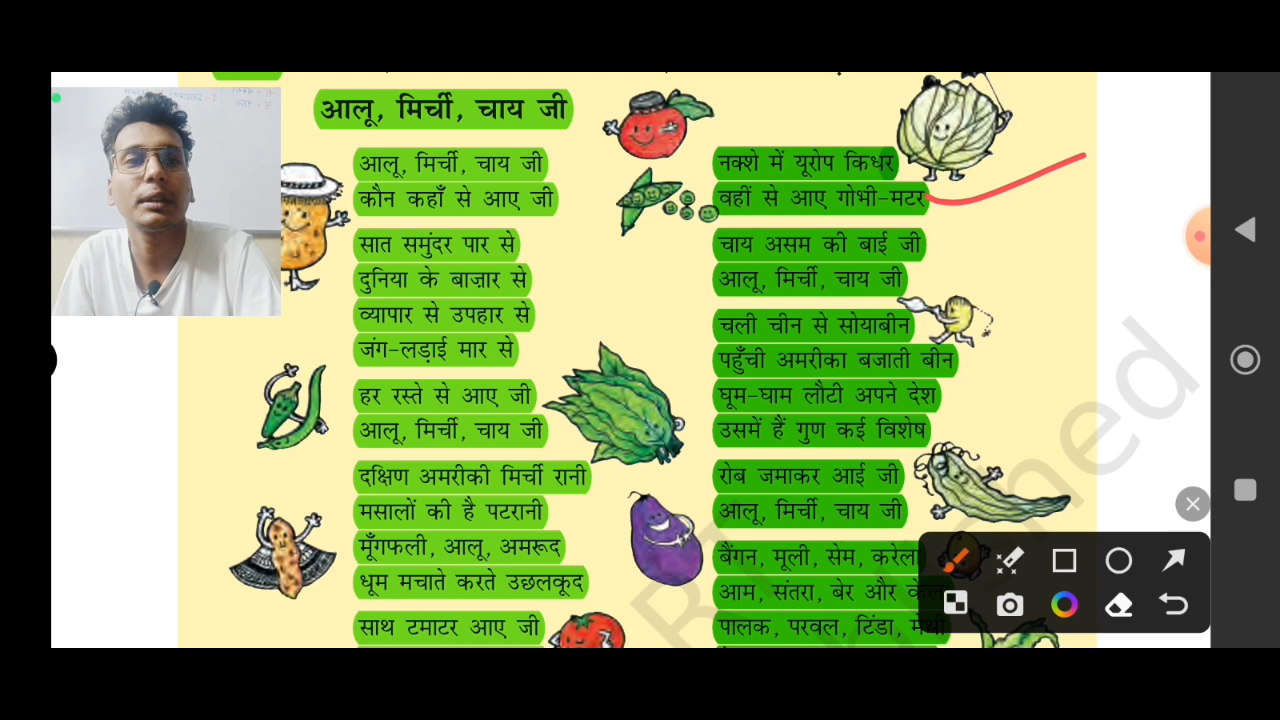 आलू, मिर्ची, चाय जी
आलू, मिर्ची, चाय जी
कौन कहाँ से आए जी
सात समुंदर पार से
दुनिया के बाज़ार से
व्यापार से उपहार से
जंग-लड़ाई मार से
हर रस्ते से आए जी
आलू, मिर्ची, चाय जी
दक्षिण अमरीकी मिर्ची रानी
मसालों की है पटरानी
मूँगफली, आलू, अमरूद
धूम मचाते करते उछलकूद
साथ टमाटर आए जी
नक्शे में यूरोप किधर
वहीं से आए गोभी-मटर
चाय असम की बाई जी
आलू, मिर्ची, चाय जी
चली चीन से सोयाबीन
पहुँची अमरीका बजाती बीन
घूम-घाम लौटी अपने देश
उसमें हैं गुण कई विशेष
रोब जमाकर आई जी
आलू, मिर्ची, चाय जी
बैंगन, मूली, सेम, करेला
आम, संतरा, बेर और केला
पालक, परवल, टिंडा, मेथी